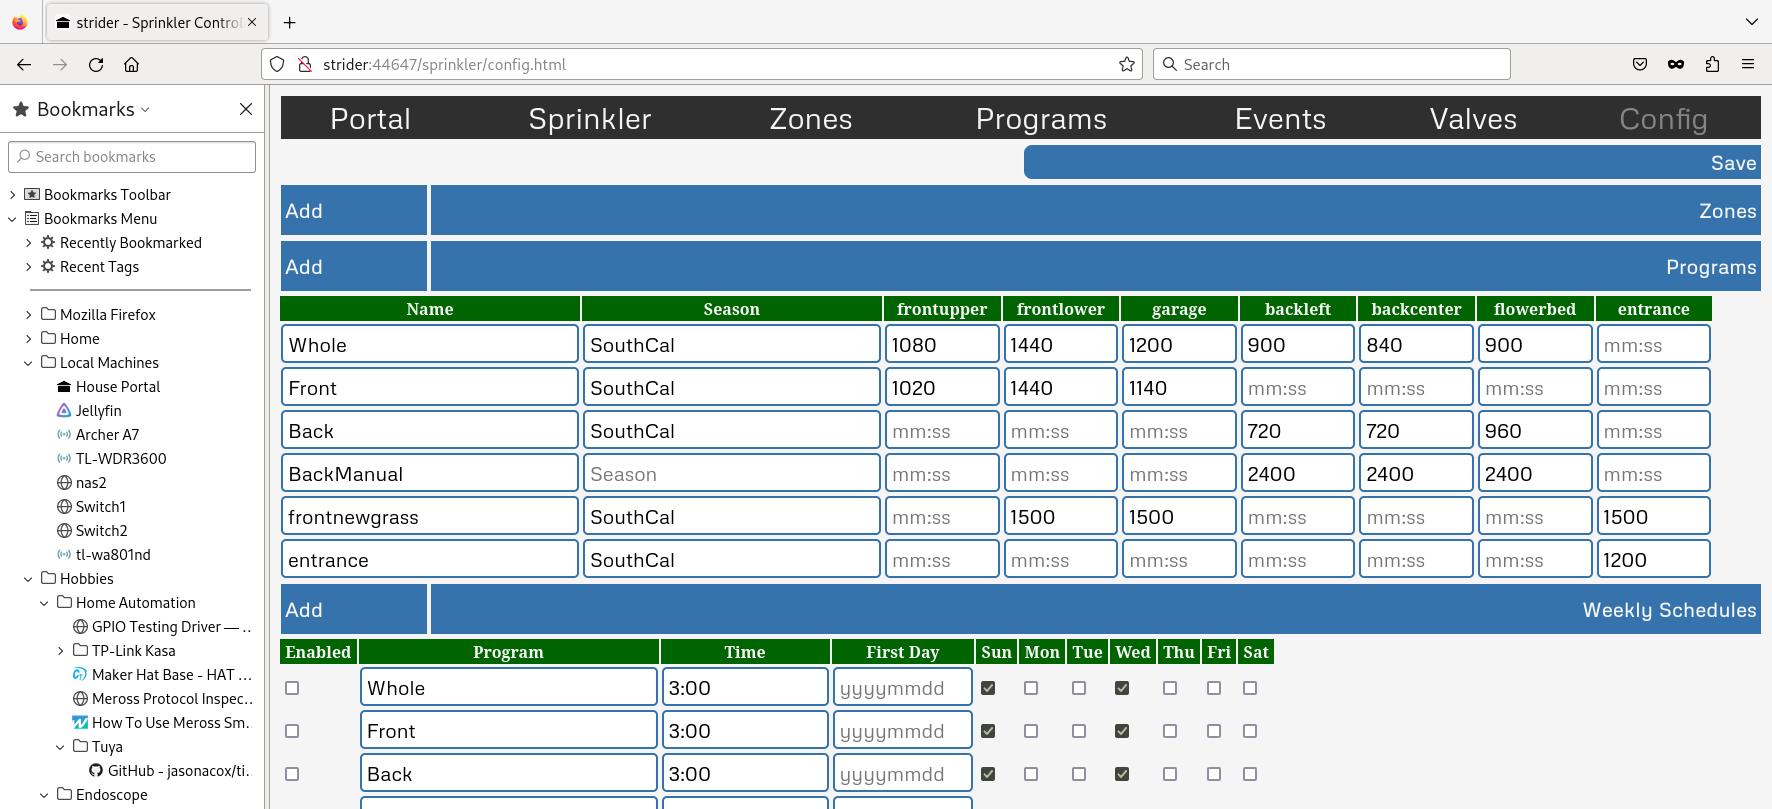 strider - Sprinkler Contro
strider:44647/sprinkler/config.html
Search
Bookmarks
Search bookmarks
Bookmarks Toolbar
Bookmarks Menu
Recently Bookmarked
Recent Tags
Mozilla Firefox
Home
Local Machines
House Portal
Jellyfin
Archer A7
TL-WDR3600
nas2
Switch1
Switch2
tl-wa801nd
Hobbies
Home Automation
GPIO Testing Driver — ..
TP-Link Kasa
Maker Hat Base - HAT ...
Meross Protocol Inspec..
How To Use Meross Sm..
Tuya
GitHub - jasonacox/ti..
Endoscope
Portal Sprinkler Zones Programs Events Valves Config
Save
Add Zones
Add Programs
Name Season frontupper frontlower garage backleft backcenter flowerbed entrance
Whole SouthCal 1080 1440 1200 900 840 900 mm:ss
Front SouthCal 1020 1440 1140 mm:ss mm:ss mm:ss mm:ss
Back SouthCal mm:ss mm:ss mm:ss 720 720 960 mm:ss
BackManual Season mm:ss mm:ss mm:ss 2400 2400 2400 mm:ss
frontnewgrass SouthCal mm:ss 1500 1500 mm:ss mm:ss mm:ss 1500
entrance SouthCal mm:ss mm:ss mm:ss mm:ss mm:ss mm:ss 1200
Add Weekly Schedules
Enabled Program Time First Day Sun Mon Tue Wed Thu Fri Sat
Whole 3:00 yyyymmdd
Front 3:00 yyyymmdd
Back 3:00 yyyymmdd